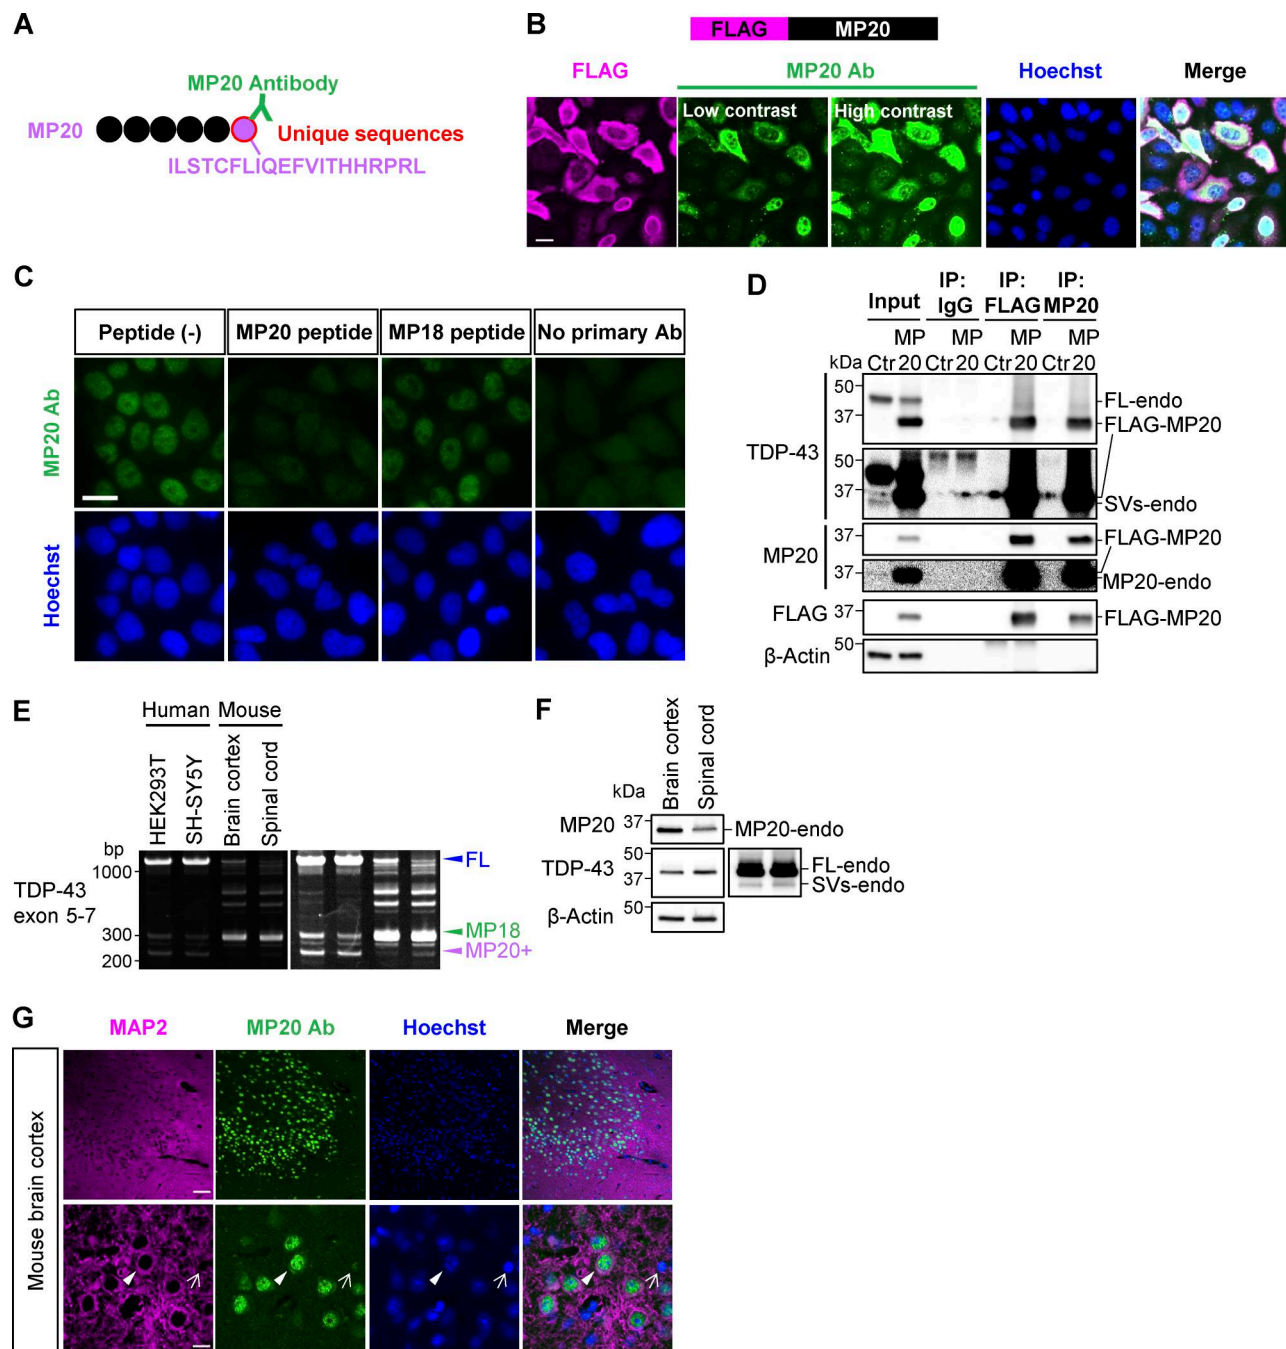 A
MP20 Antibody
MP20
Unique sequences
ILSTCFLIQEFVITHHRPRL
B
FLAG MP20
FLAG MP20 Ab Hoechst Merge
Low contrast High contrast
C
Peptide (-) MP20 peptide MP18 peptide No primary Ab
MP20 Ab
Hoechst
D
IP: IP: IP:
Input IgG FLAG MP20
MP MP MP MP
kDa Ctr 20 Ctr 20 Ctr 20 Ctr 20
TDP-43
50
37
FL-endo
FLAG-MP20
50
37
SVs-endo
MP20
37
FLAG-MP20
37
MP20-endo
FLAG 37 FLAG-MP20
50
β-Actin
E
Human Mouse
HEK293T
SH-SY5Y
Brain cortex
Spinal cord
bp
1000
TDP-43
exon 5-7
300
200
FL
MP18
MP20+
F
Brain cortex
Spinal cord
kDa
MP20 37 MP20-endo
TDP-43
50
37
FL-endo
SVs-endo
50
β-Actin
G
MAP2 MP20 Ab Hoechst Merge
Mouse brain cortex